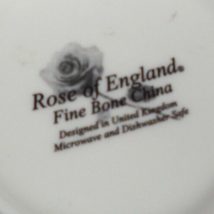 Rose of England®
Fine Bone China
Designed in United Kingdom
Microwave and Dishwasher Safe